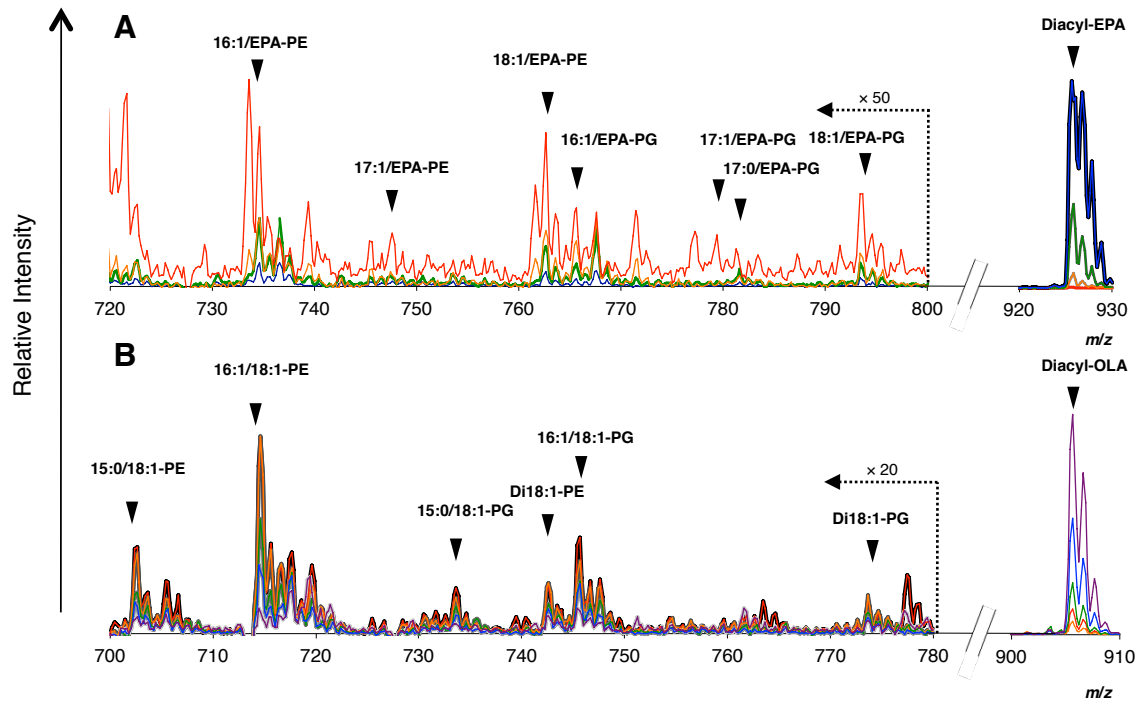 Relative Intensity
A
16:1/EPA-PE
17:1/EPA-PE
18:1/EPA-PE
16:1/EPA-PG
17:1/EPA-PG
17:0/EPA-PG
18:1/EPA-PG
× 50
Diacyl-EPA
720 730 740 750 760 770 780 790 800 920 930
m/z
B
15:0/18:1-PE
16:1/18:1-PE
15:0/18:1-PG
Di18:1-PE
16:1/18:1-PG
× 20
Di18:1-PG
Diacyl-OLA
700 710 720 740 750 760 770 780 900 910
m/z